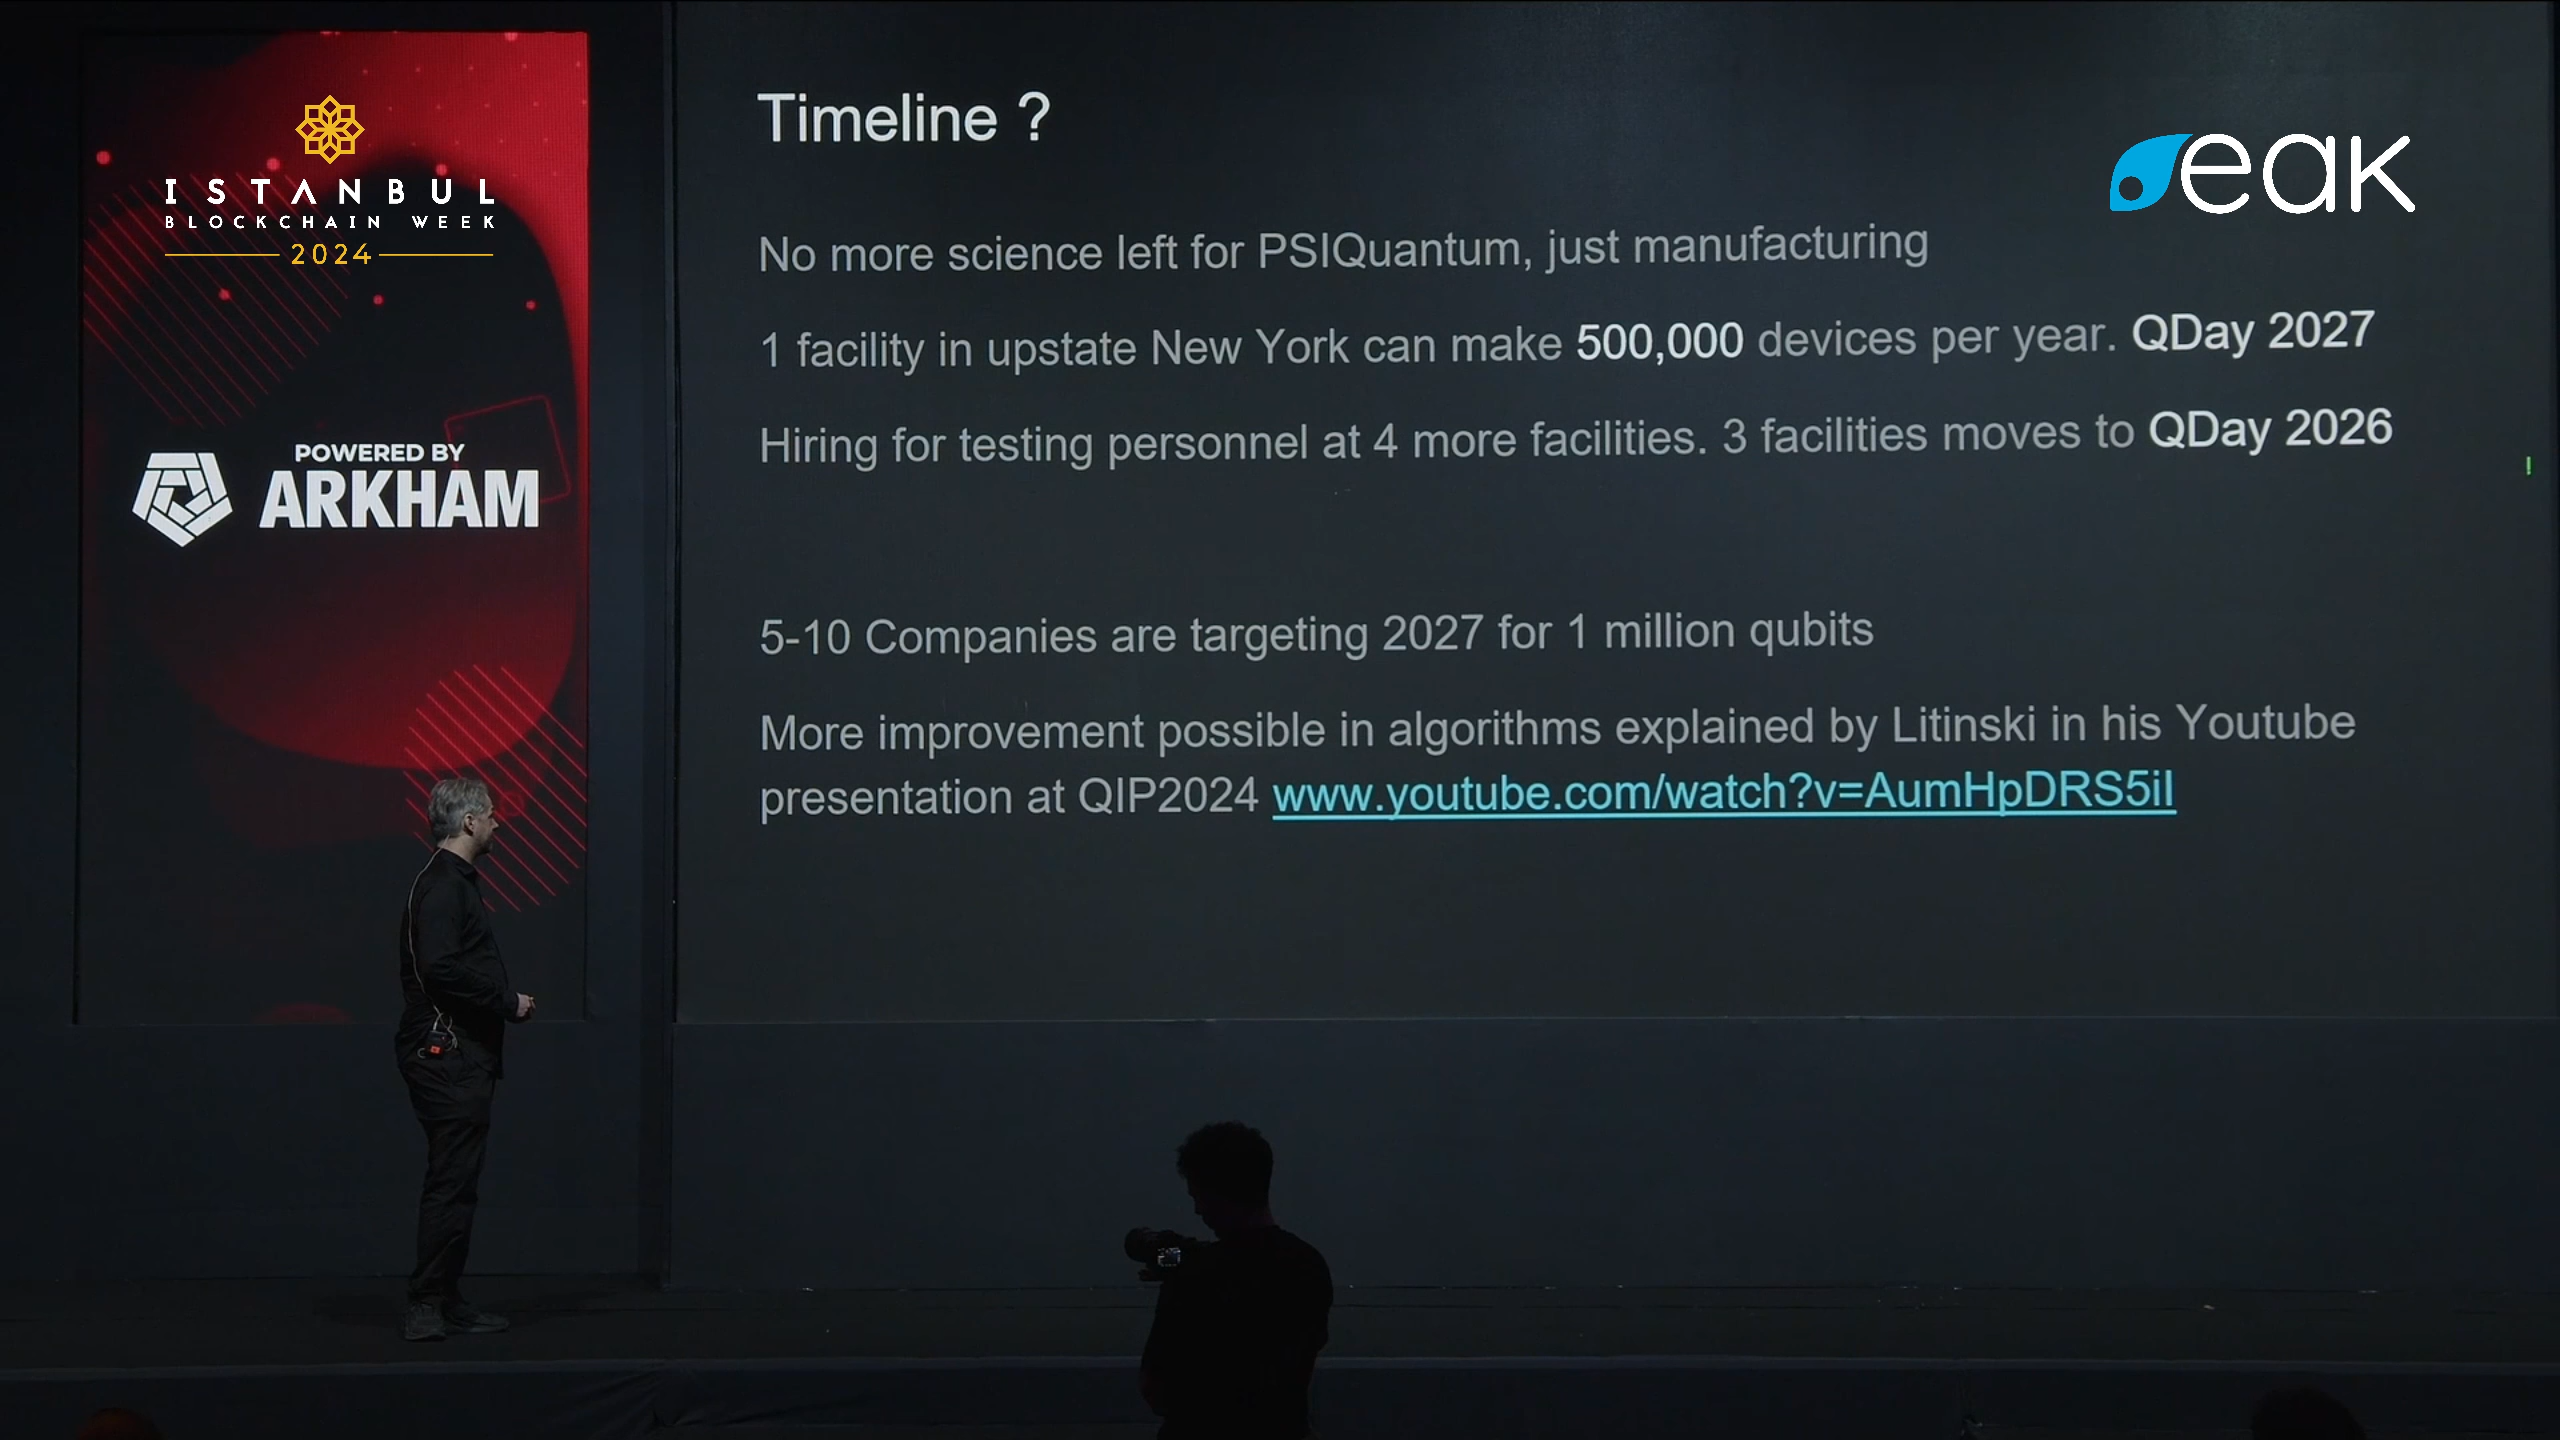 ISTANBUL
BLOCKCHAIN WEEK
2024
POWERED BY
ARKHAM
eak
Timeline ?
No more science left for PSIQuantum, just manufacturing
1 facility in upstate New York can make 500,000 devices per year. QDay 2027
Hiring for testing personnel at 4 more facilities. 3 facilities moves to QDay 2026
5-10 Companies are targeting 2027 for 1 million qubits
More improvement possible in algorithms explained by Litinski in his Youtube
presentation at QIP2024 www.youtube.com/watch?v=AumHpDRS5iI